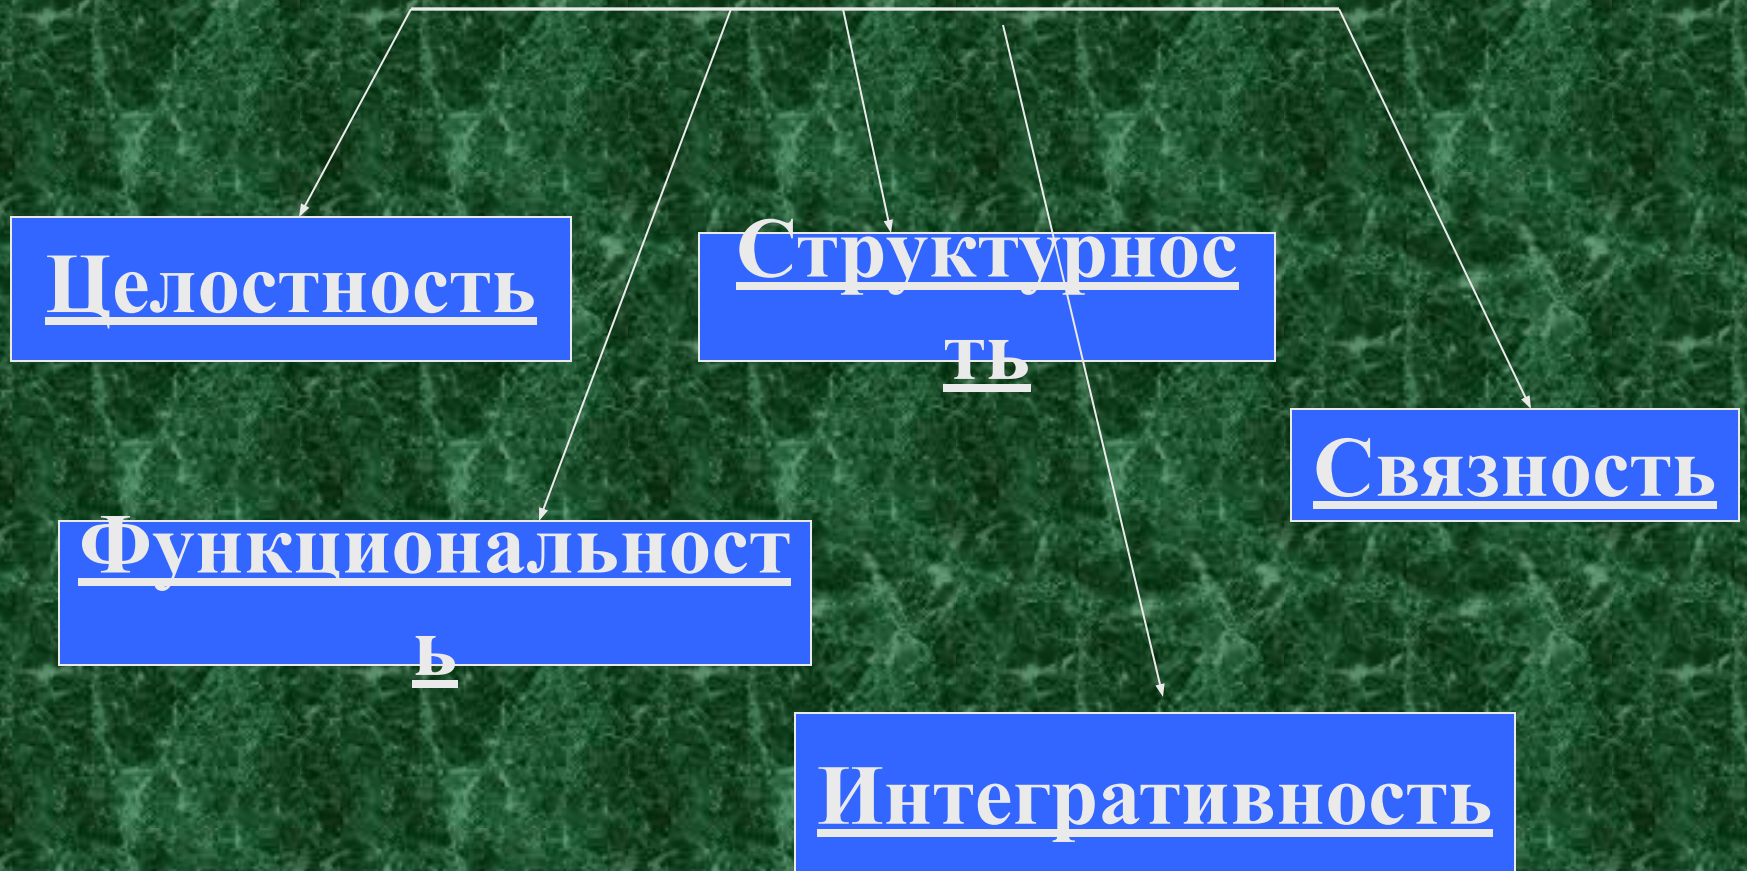 Целостность
Структурнос
ть
Связность
Функциональност
ь
Интегративность